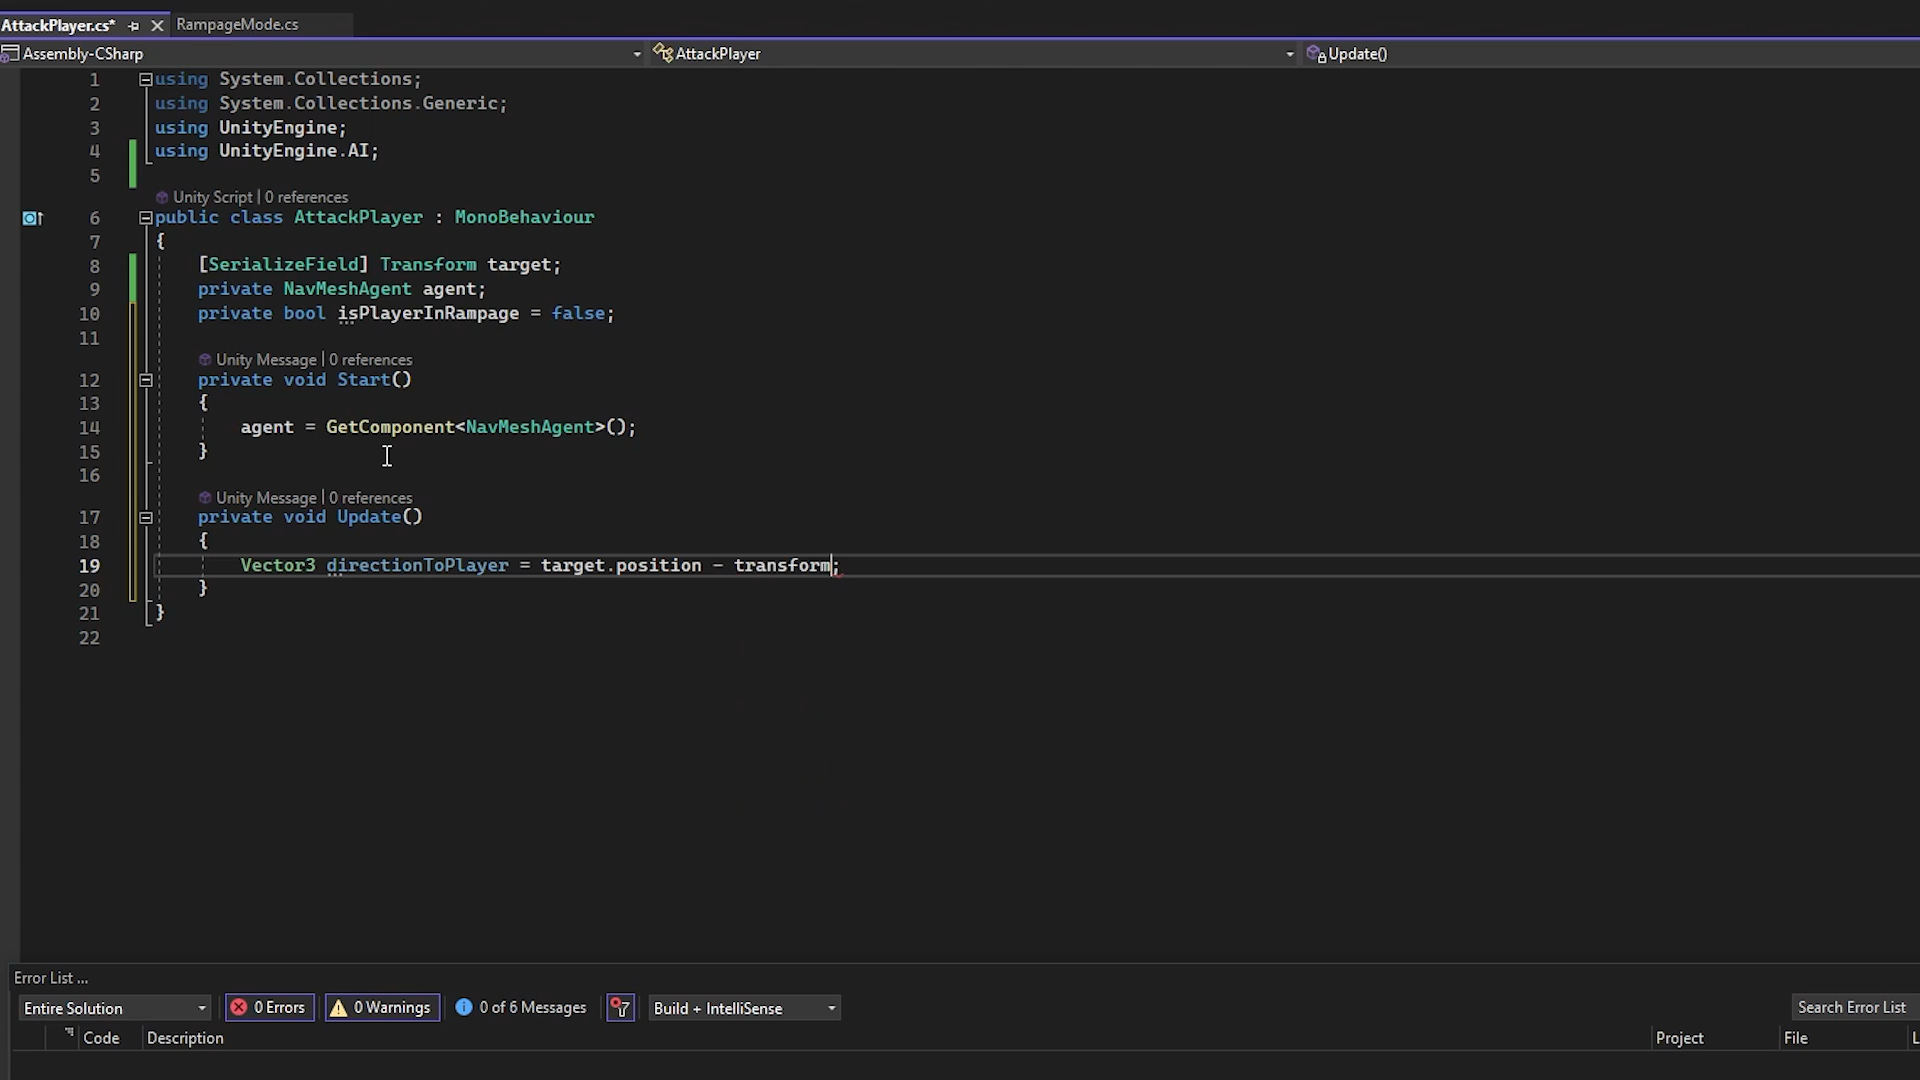 AttackPlayer.cs* RampageMode.cs
Assembly-CSharp AttackPlayer Update()
1 using System.Collections;
2 using System.Collections.Generic;
3 using UnityEngine;
4 using UnityEngine.AI;
5
Unity Script | 0 references
6 public class AttackPlayer : MonoBehaviour
7 {
8 [SerializeField] Transform target;
9 private NavMeshAgent agent;
10 private bool isPlayerInRampage = false;
11
Unity Message | 0 references
12 private void Start()
13 {
14 agent = GetComponent<NavMeshAgent>();
15 }
16
Unity Message | 0 references
17 private void Update()
18 {
19 Vector3 directionToPlayer = target.position - transform;
20 }
21 }
22
Error List ...
Entire Solution 0 Errors 0 Warnings 0 of 6 Messages Build + IntelliSense Search Error List
Code Description Project File L